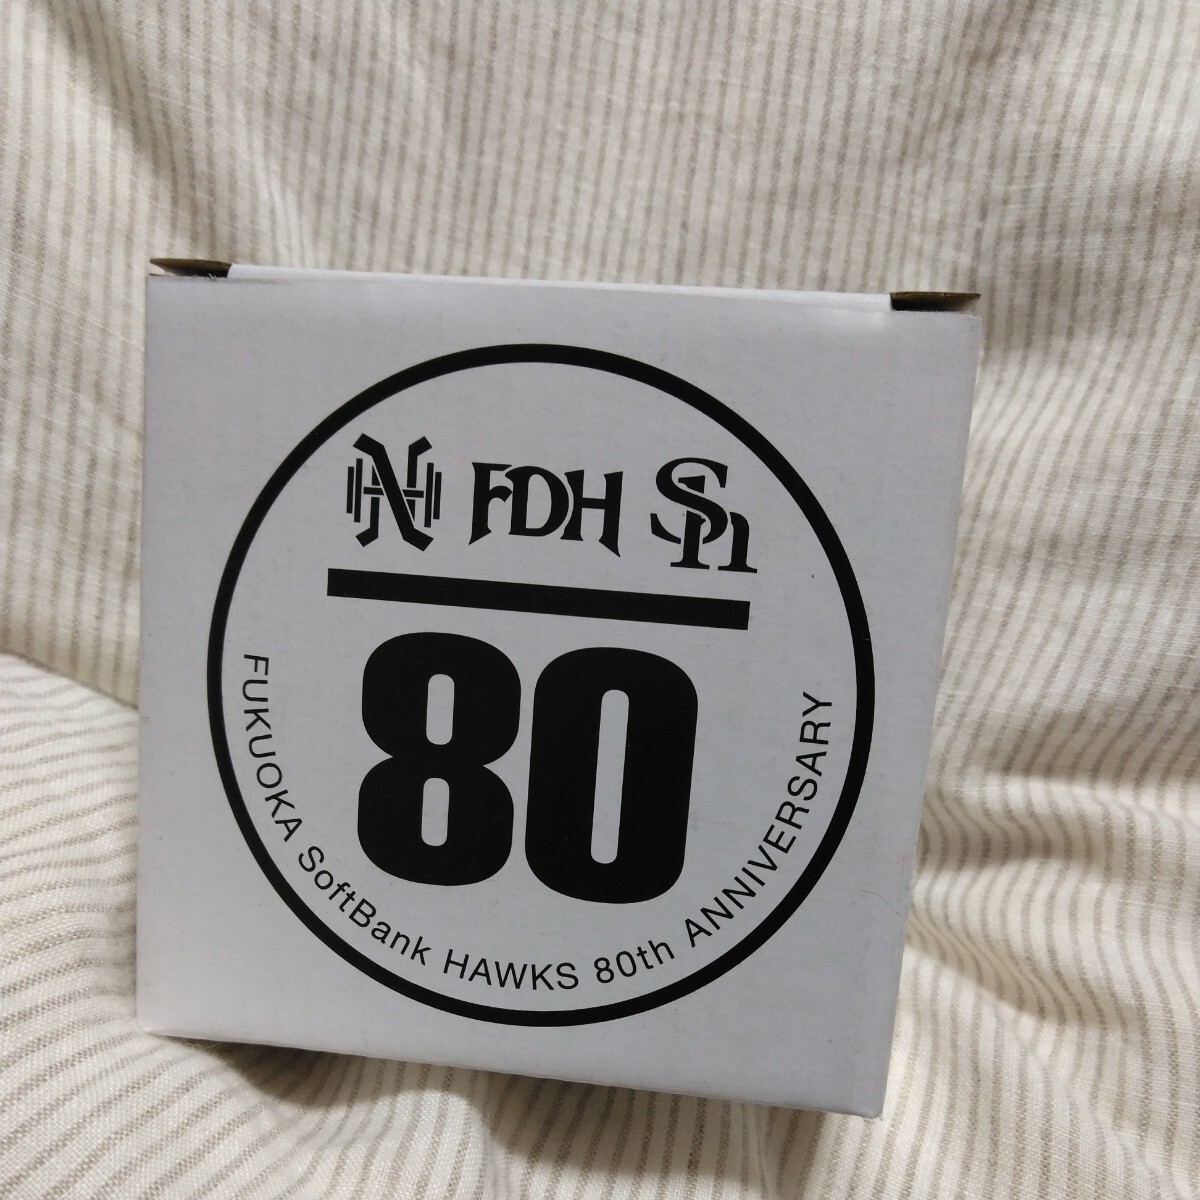 NH FDH Sh
80
FUKUOKA SoftBank HAWKS 80th ANNIVERSARY